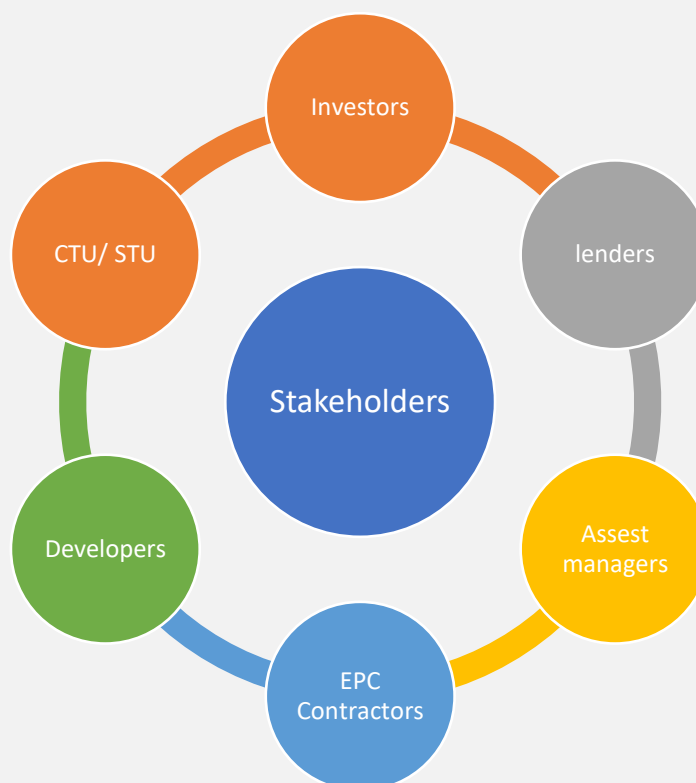 Investors
CTU/ STU
lenders
Stakeholders
Developers
Assest
managers
EPC
Contractors